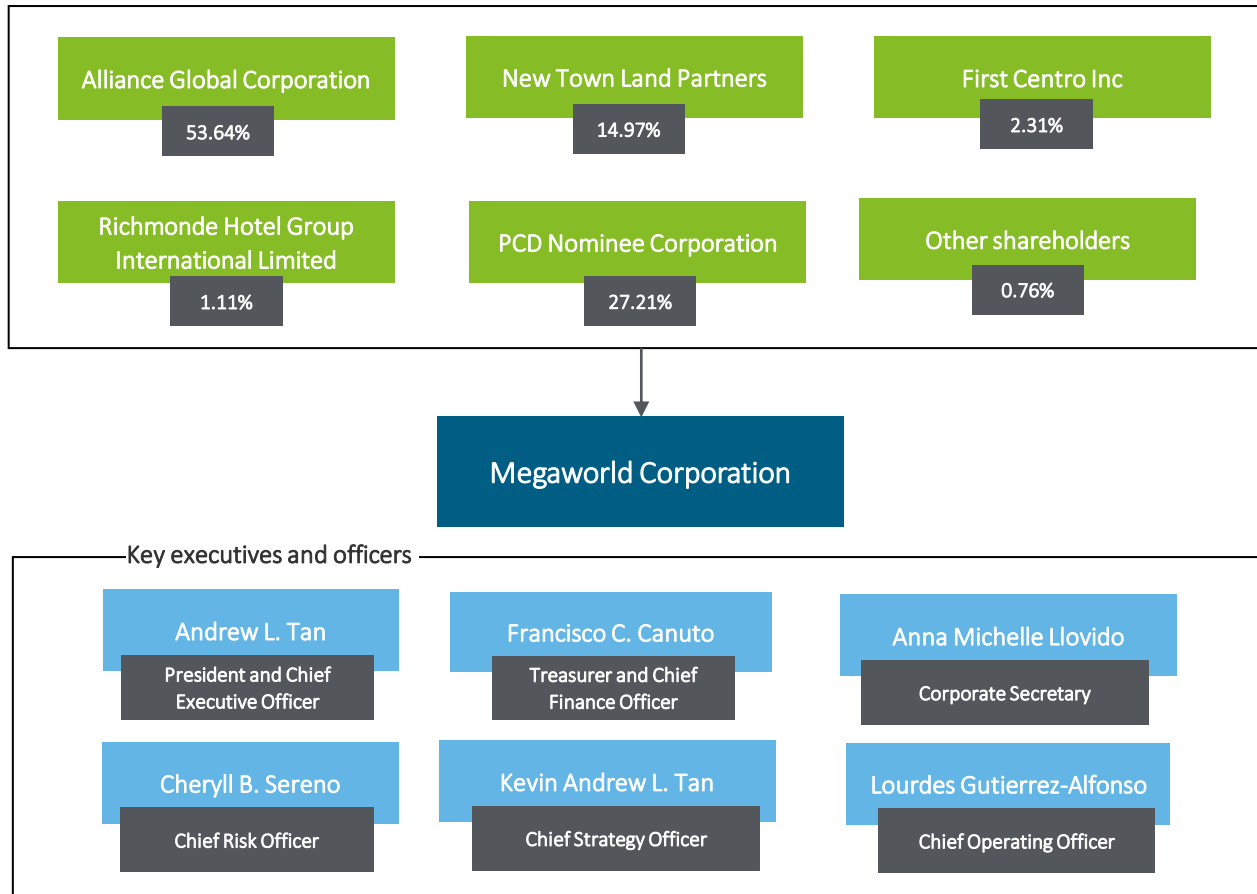 Alliance Global Corporation
53.64%
New Town Land Partners
14.97%
First Centro Inc
2.31%
Richmonde Hotel Group
International Limited
1.11%
PCD Nominee Corporation
27.21%
Other shareholders
0.76%
Megaworld Corporation
Key executives and officers
Andrew L. Tan
President and Chief
Executive Officer
Francisco C. Canuto
Treasurer and Chief
Finance Officer
Anna Michelle Llovido
Corporate Secretary
Cheryll B. Sereno
Chief Risk Officer
Kevin Andrew L. Tan
Chief Strategy Officer
Lourdes Gutierrez-Alfonso
Chief Operating Officer